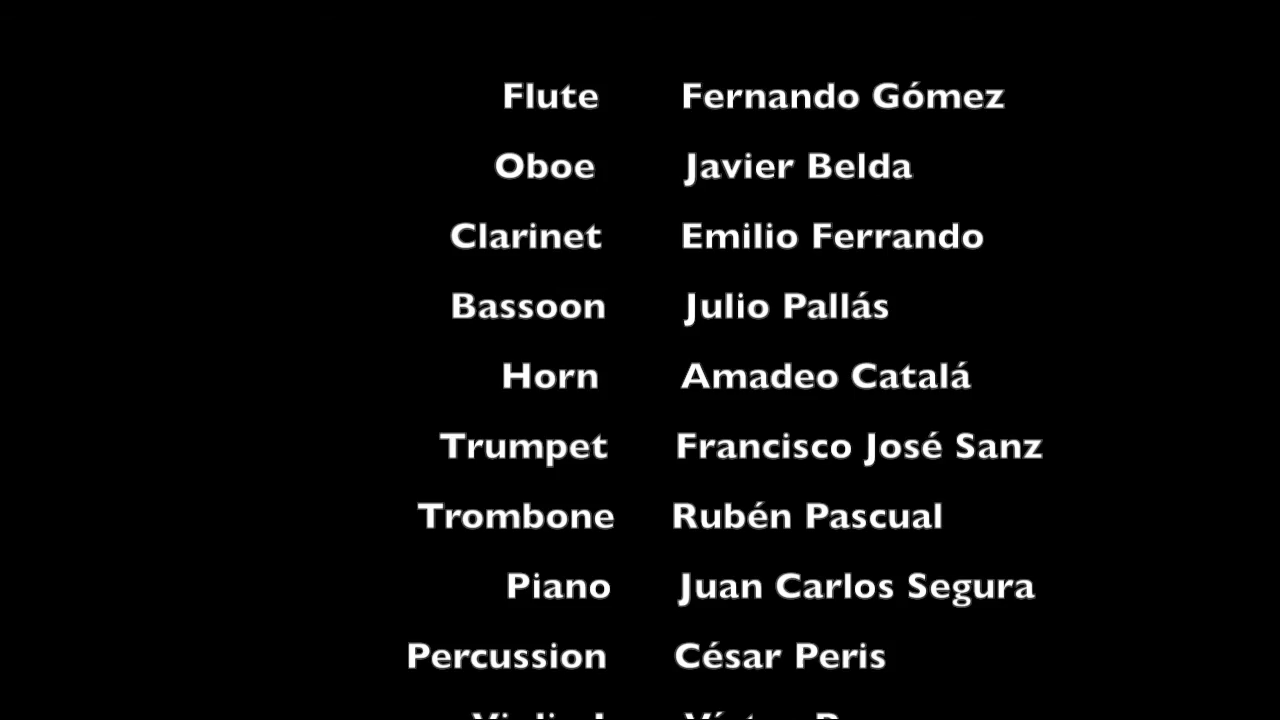 Flute Fernando Gómez
Oboe Javier Belda
Clarinet Emilio Ferrando
Bassoon Julio Pallás
Horn Amadeo Catalá
Trumpet Francisco José Sanz
Trombone Rubén Pascual
Piano Juan Carlos Segura
Percussion César Peris